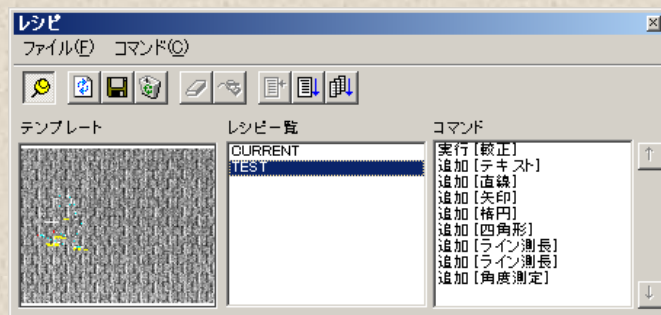 レシピ
ファイル(F) コマンド(C)
テンプレート
レシピ一覧
コマンド
CURRENT
TEST
実行 [較正]
追加 [テキスト]
追加 [直線]
追加 [矢印]
追加 [楕円]
追加 [四角形]
追加 [ライン測長]
追加 [ライン測長]
追加 [角度測定]